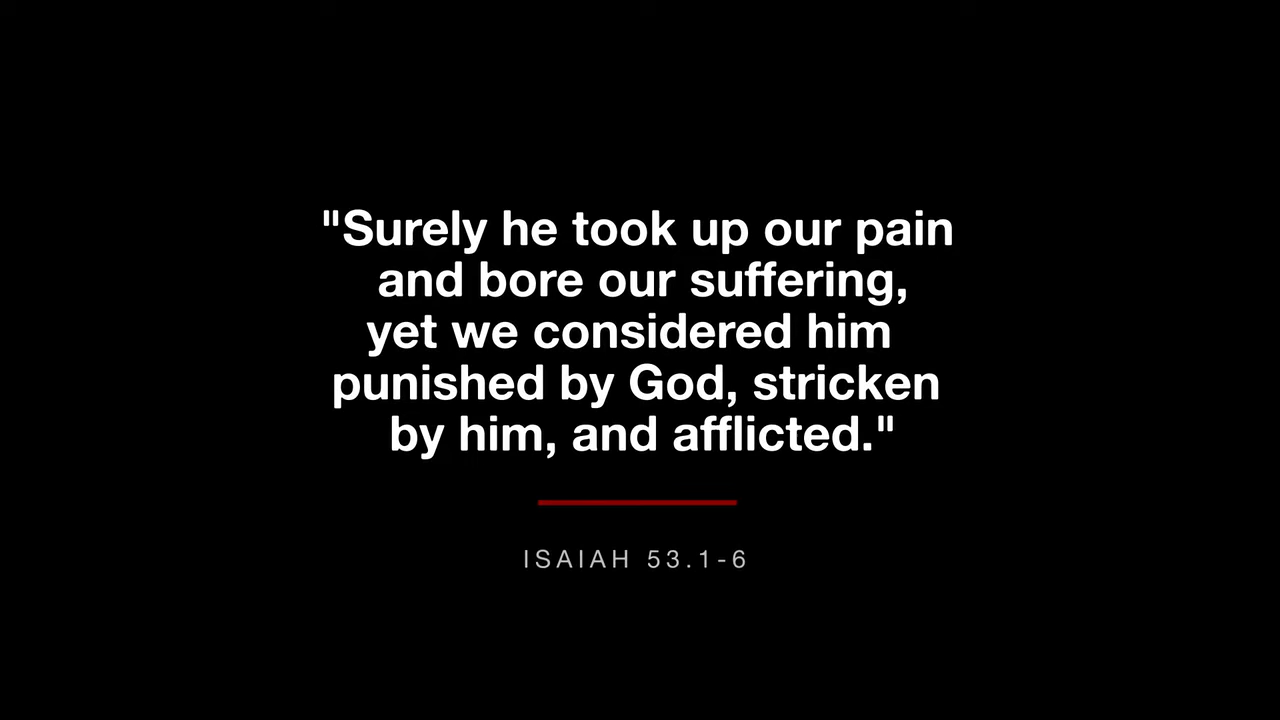 "Surely he took up our pain
and bore our suffering,
yet we considered him
punished by God, stricken
by him, and afflicted."
ISAIAH 53.1-6